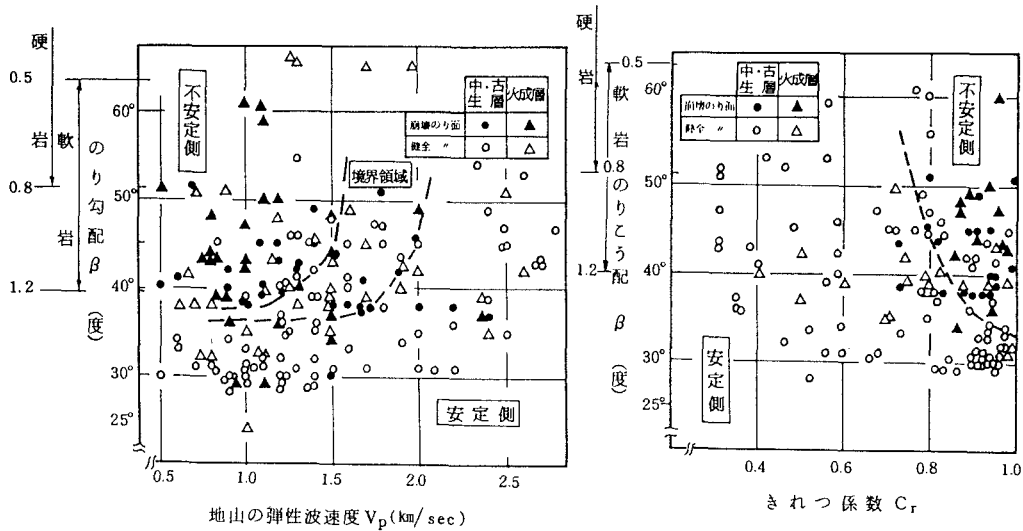 硬
岩
0.5
0.8
1.2
軟
岩
のり勾配β
(度)
60°
50°
40°
30°
25°
不安定側
境界領域
安定側
中・古
生層
火成層
崩壊のり面
健全 〃
0.5
1.0
1.5
2.0
2.5
地山の弾性波速度Vp(km/sec)
硬
岩
0.5
0.8
1.2
軟
岩
のりこう配
β
(度)
60°
50°
40°
30°
20°
不安定側
安定側
中・古
生層
火成層
崩壊のり面
健全 〃
0.4
0.6
0.8
1.0
きれつ係数 Cr